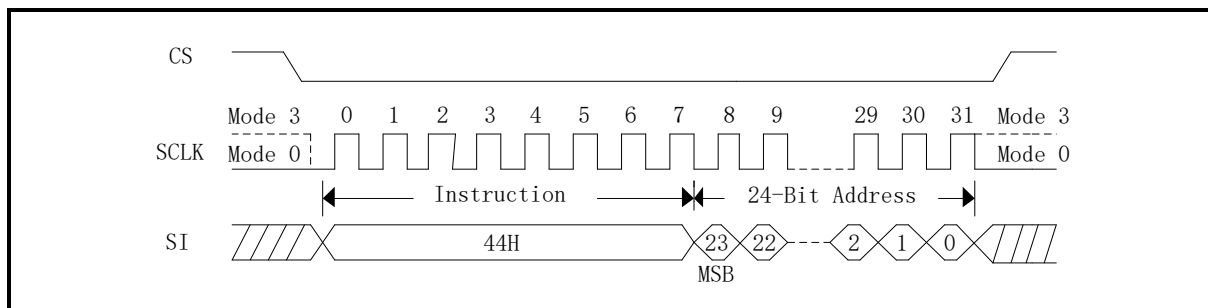 CS
Mode 3 0 1 2 3 4 5 6 7 8 9 29 30 31 Mode 3
SCLK Mode 0 Mode 0
Instruction 24-Bit Address
SI 44H 23 22 2 1 0
MSB